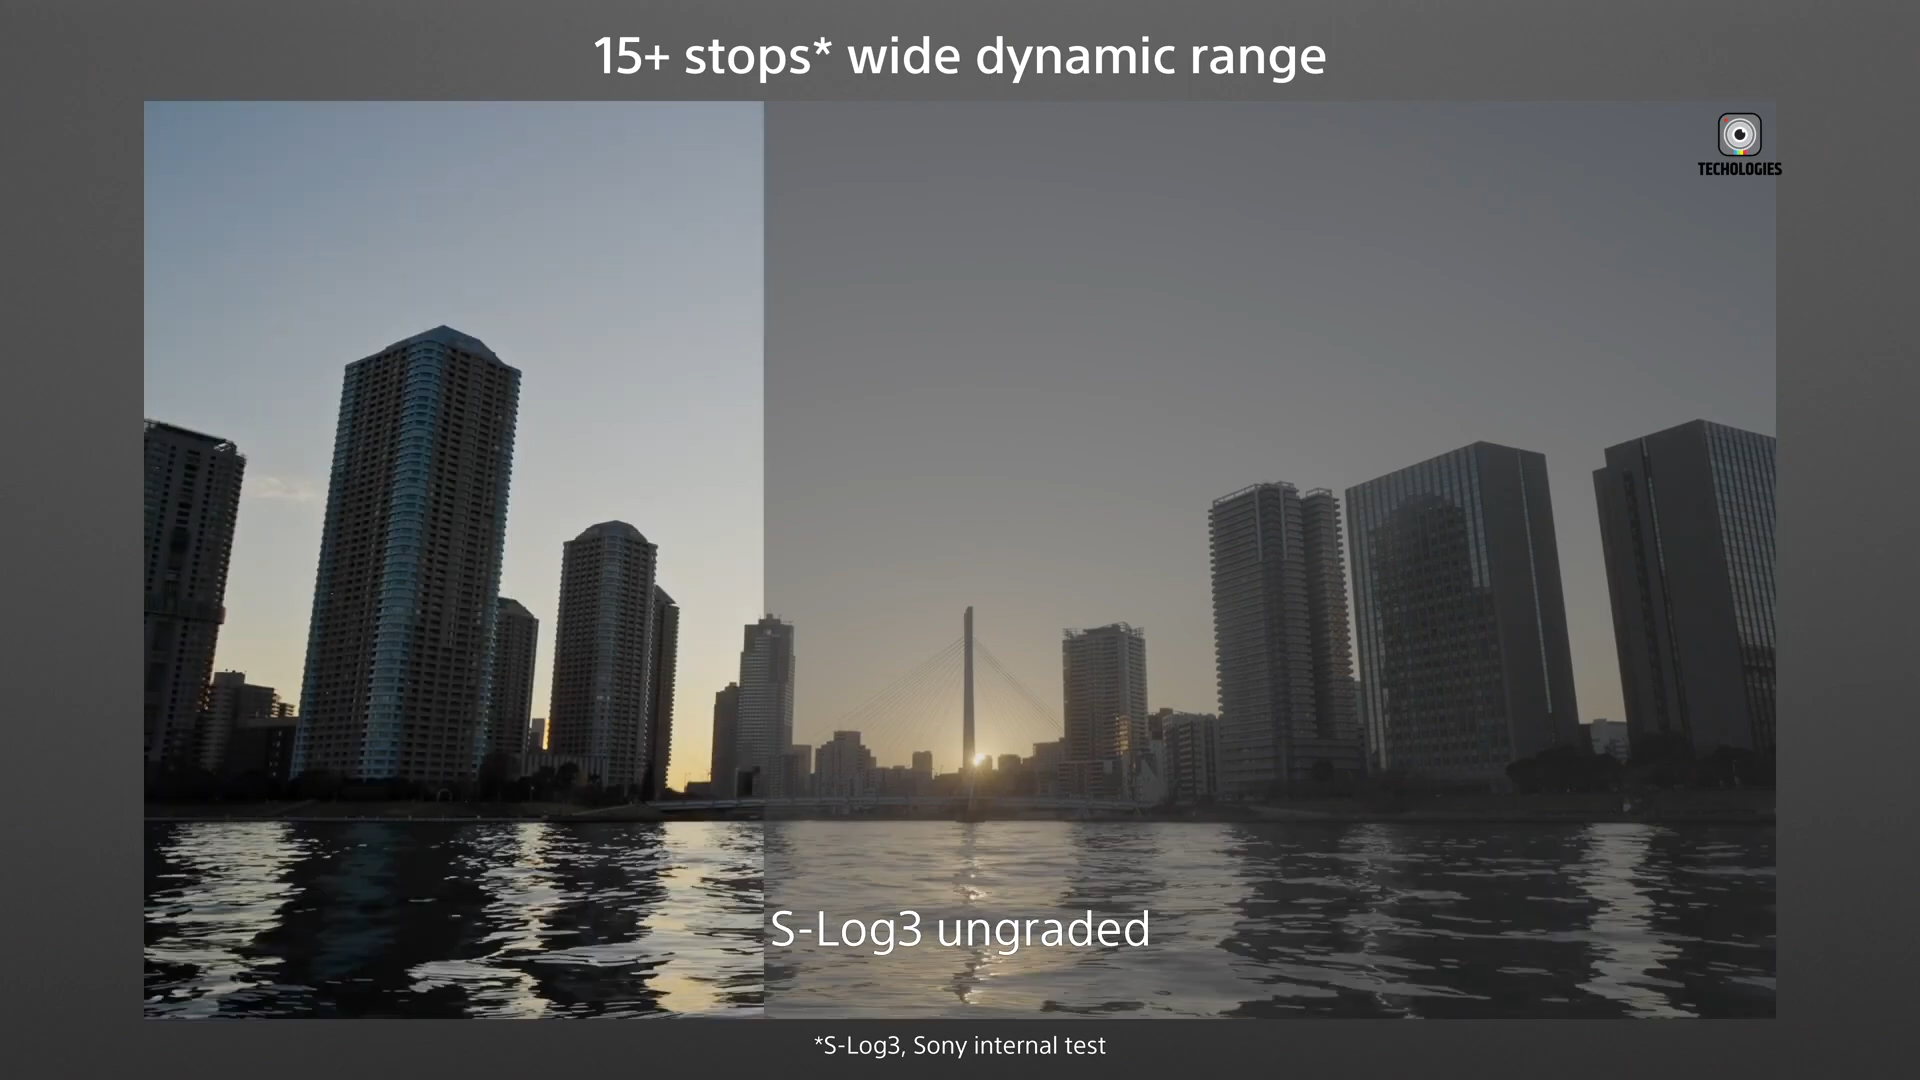 15+ stops* wide dynamic range
TECHOLOGIES
S-Log3 ungraded
*S-Log3, Sony internal test